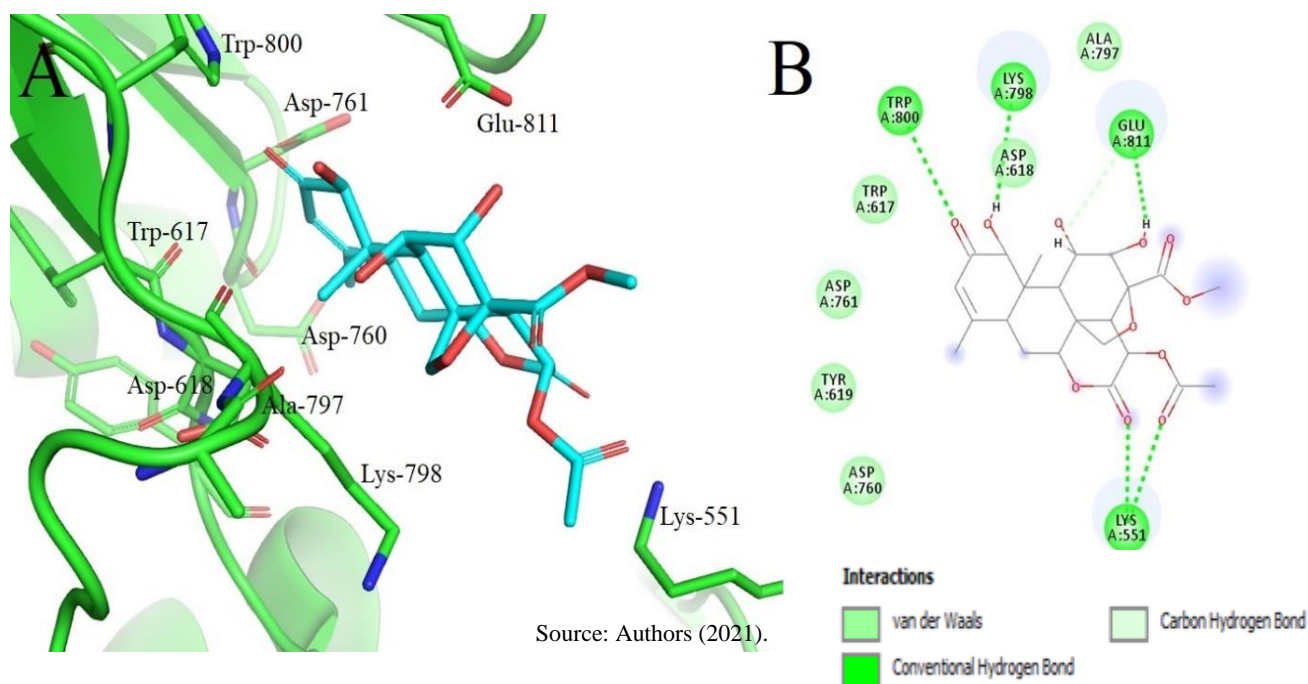 A
Trp-800
Asp-761
Glu-811
Trp-617
Asp-760
Asp-618
Ala-797
Lys-798
Lys-551
Source: Authors (2021).
B
ALA
A:797
LYS
A:798
TRP
A:800
GLU
A:811
ASP
A:618
TRP
A:617
ASP
A:761
TYR
A:619
ASP
A:760
LYS
A:551
H
O
O
O
H
H
O
O
O
O
O
O
O
O
Interactions
van der Waals
Carbon Hydrogen Bond
Conventional Hydrogen Bond